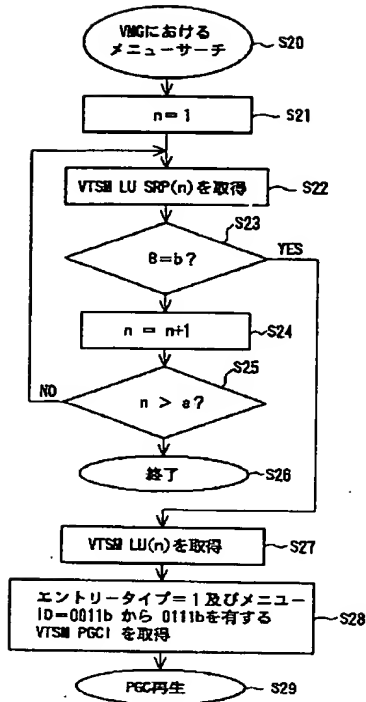 VMGにおける
メニューサーチ
S20
n = 1
S21
VTSM LU SRP(n)を取得
S22
S23
B=b?
YES
n = n+1
S24
S25
NO
n > a?
終了
S26
VTSM LU(n)を取得
S27
エントリータイプ=1及びメニュー
ID=0011b から 0111bを有する
VTSM PGCI を取得
S28
PGC再生
S29